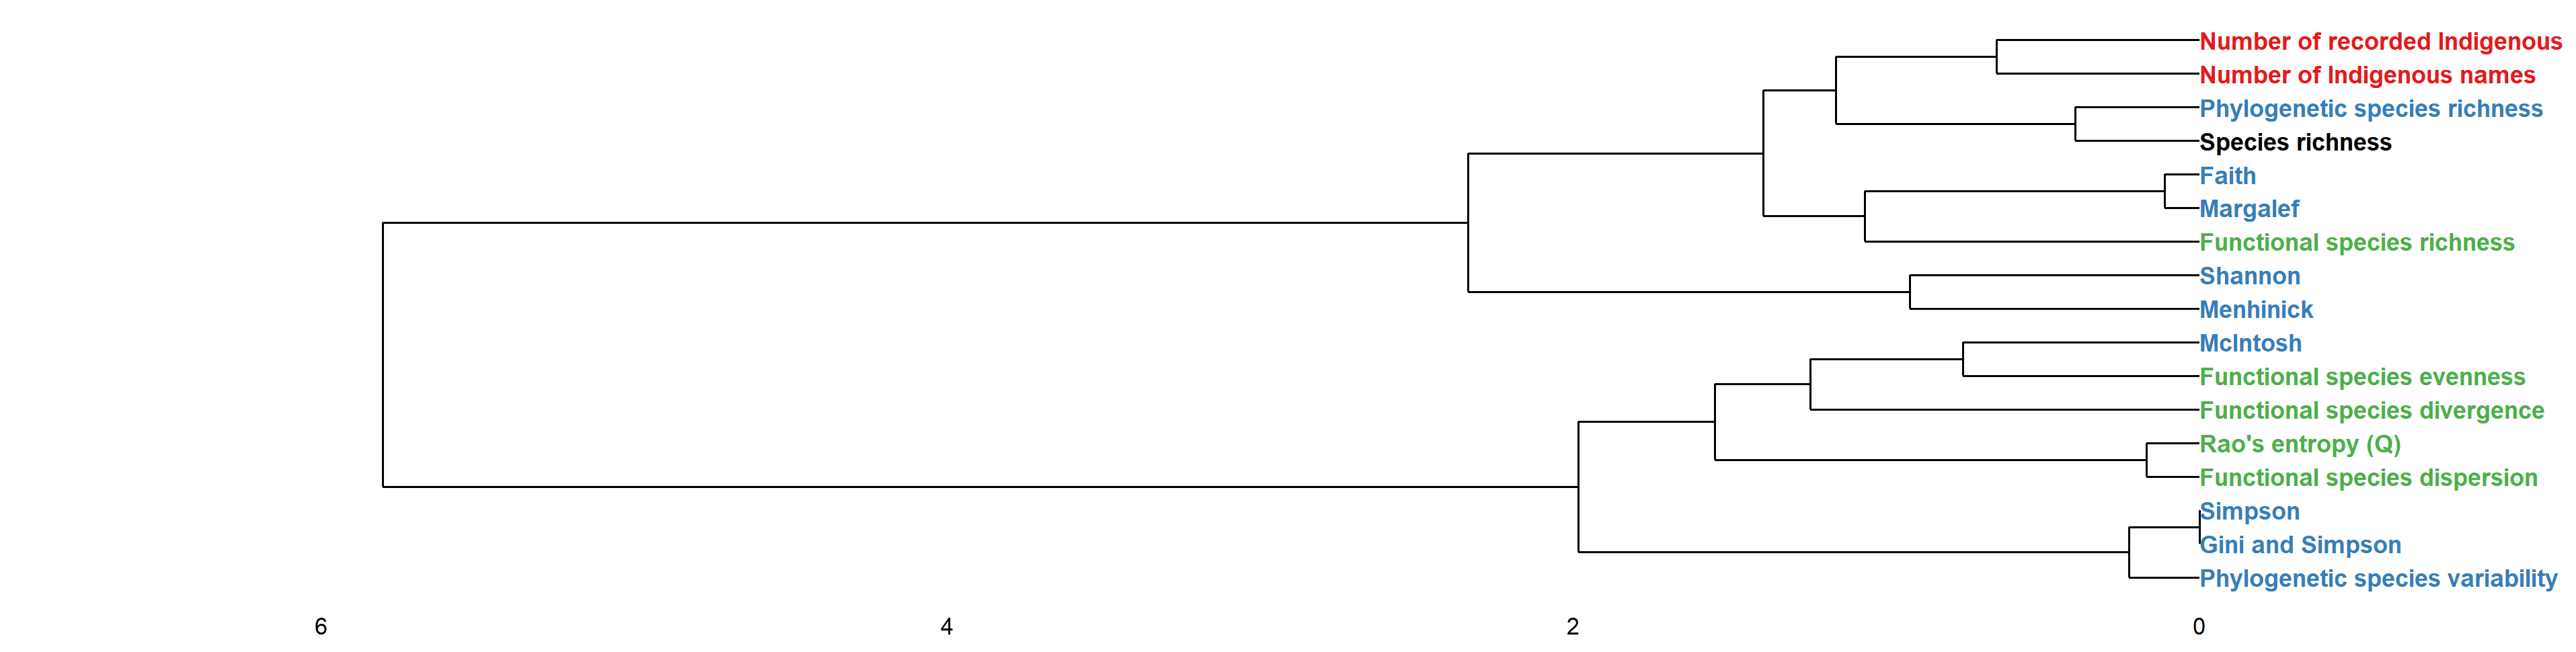 Number of recorded Indigenous
Number of Indigenous names
Phylogenetic species richness
Species richness
Faith
Margalef
Functional species richness
Shannon
Menhinick
McIntosh
Functional species evenness
Functional species divergence
Rao's entropy (Q)
Functional species dispersion
Simpson
Gini and Simpson
Phylogenetic species variability
6 4 2 0